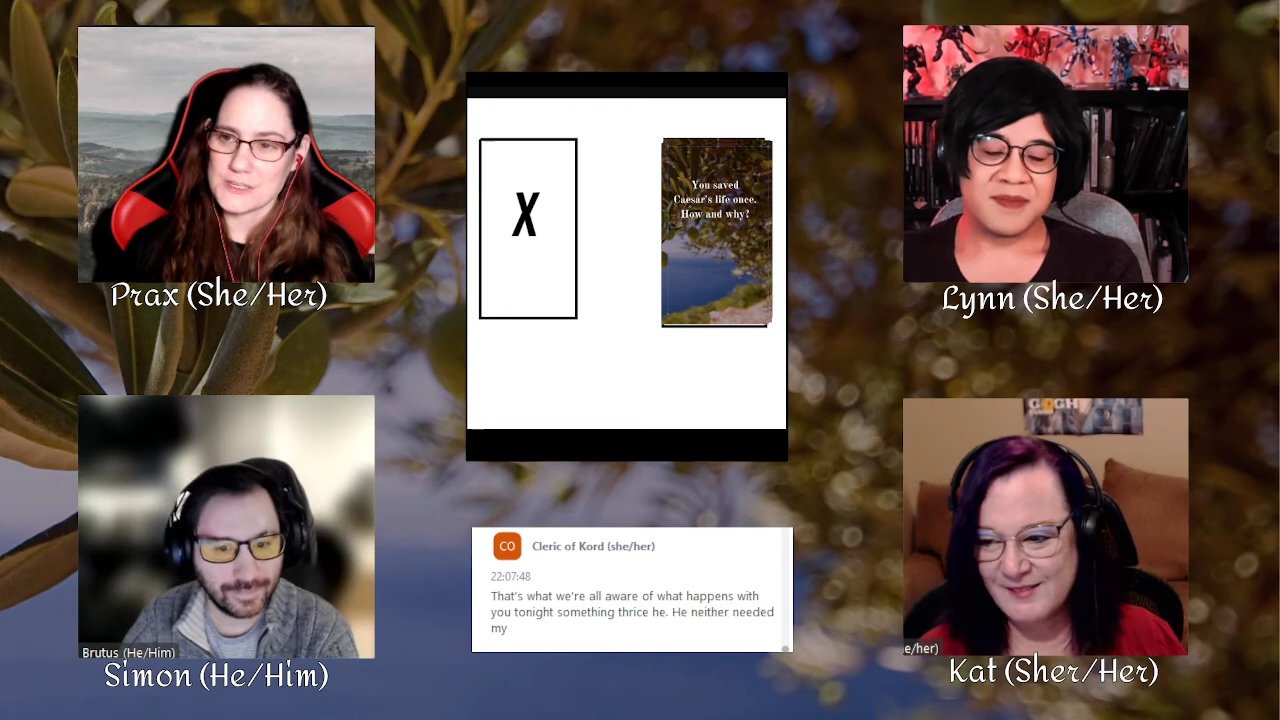 GOGH
X
You saved
Caesar's life once.
How and why?
Prax (She/Her)
Lynn (She/Her)
CO
Cleric of Kord (she/her)
22:07:48
That's what we're all aware of what happens with
you tonight something thrice he. He neither needed
my
Brutus (He/Him)
Simon (He/Him)
e/her)
Kat (Sher/Her)